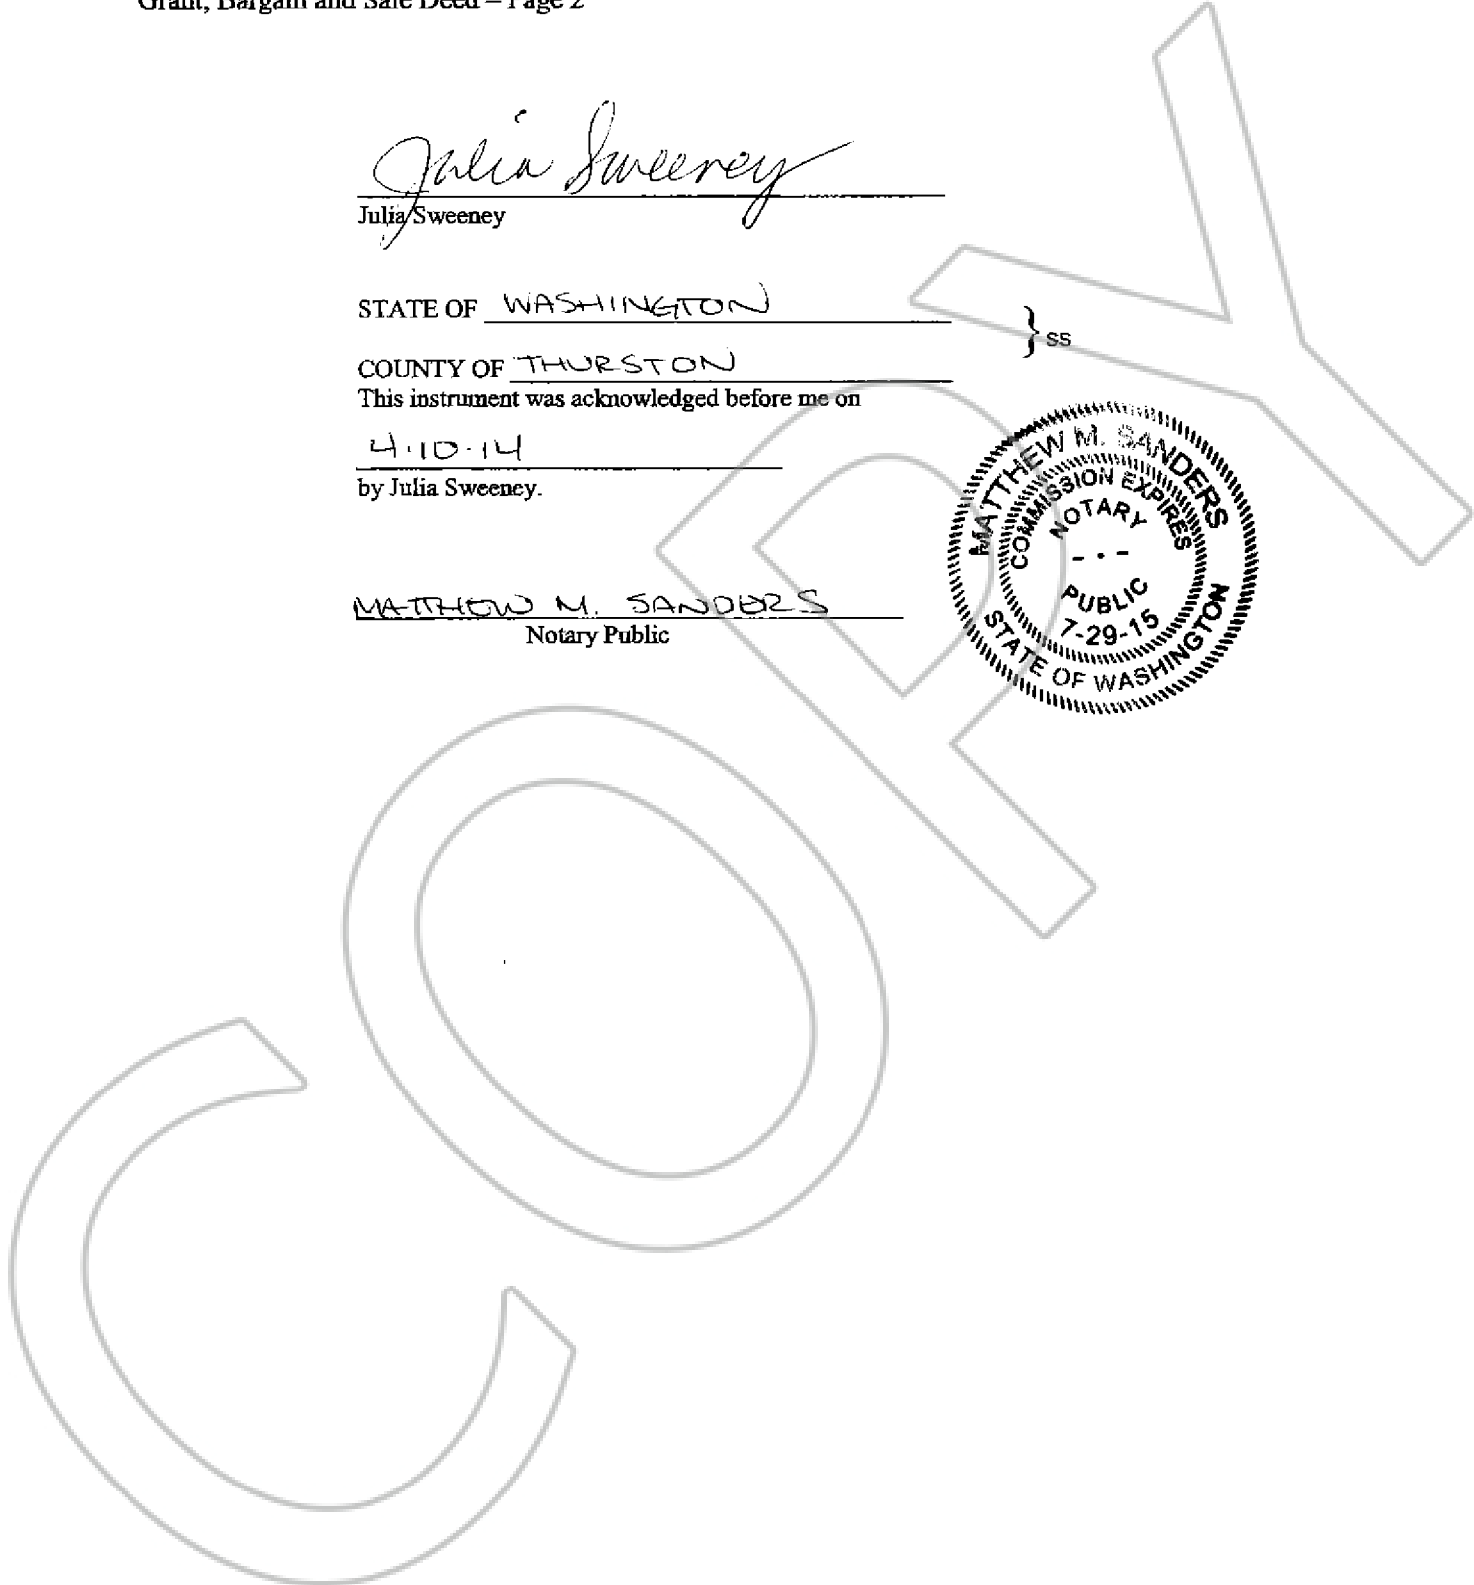 Grant, Bargain and Sale Deed – Page 2
Julia Sweeney
Julia Sweeney
STATE OF WASHINGTON
} ss
COUNTY OF THURSTON
This instrument was acknowledged before me on
4.10.14
by Julia Sweeney.
MATTHEW M. SANDERS
Notary Public
MATTHEW M. SANDERS
COMMISSION EXPIRES
NOTARY
PUBLIC
7-29-15
STATE OF WASHINGTON
COPY